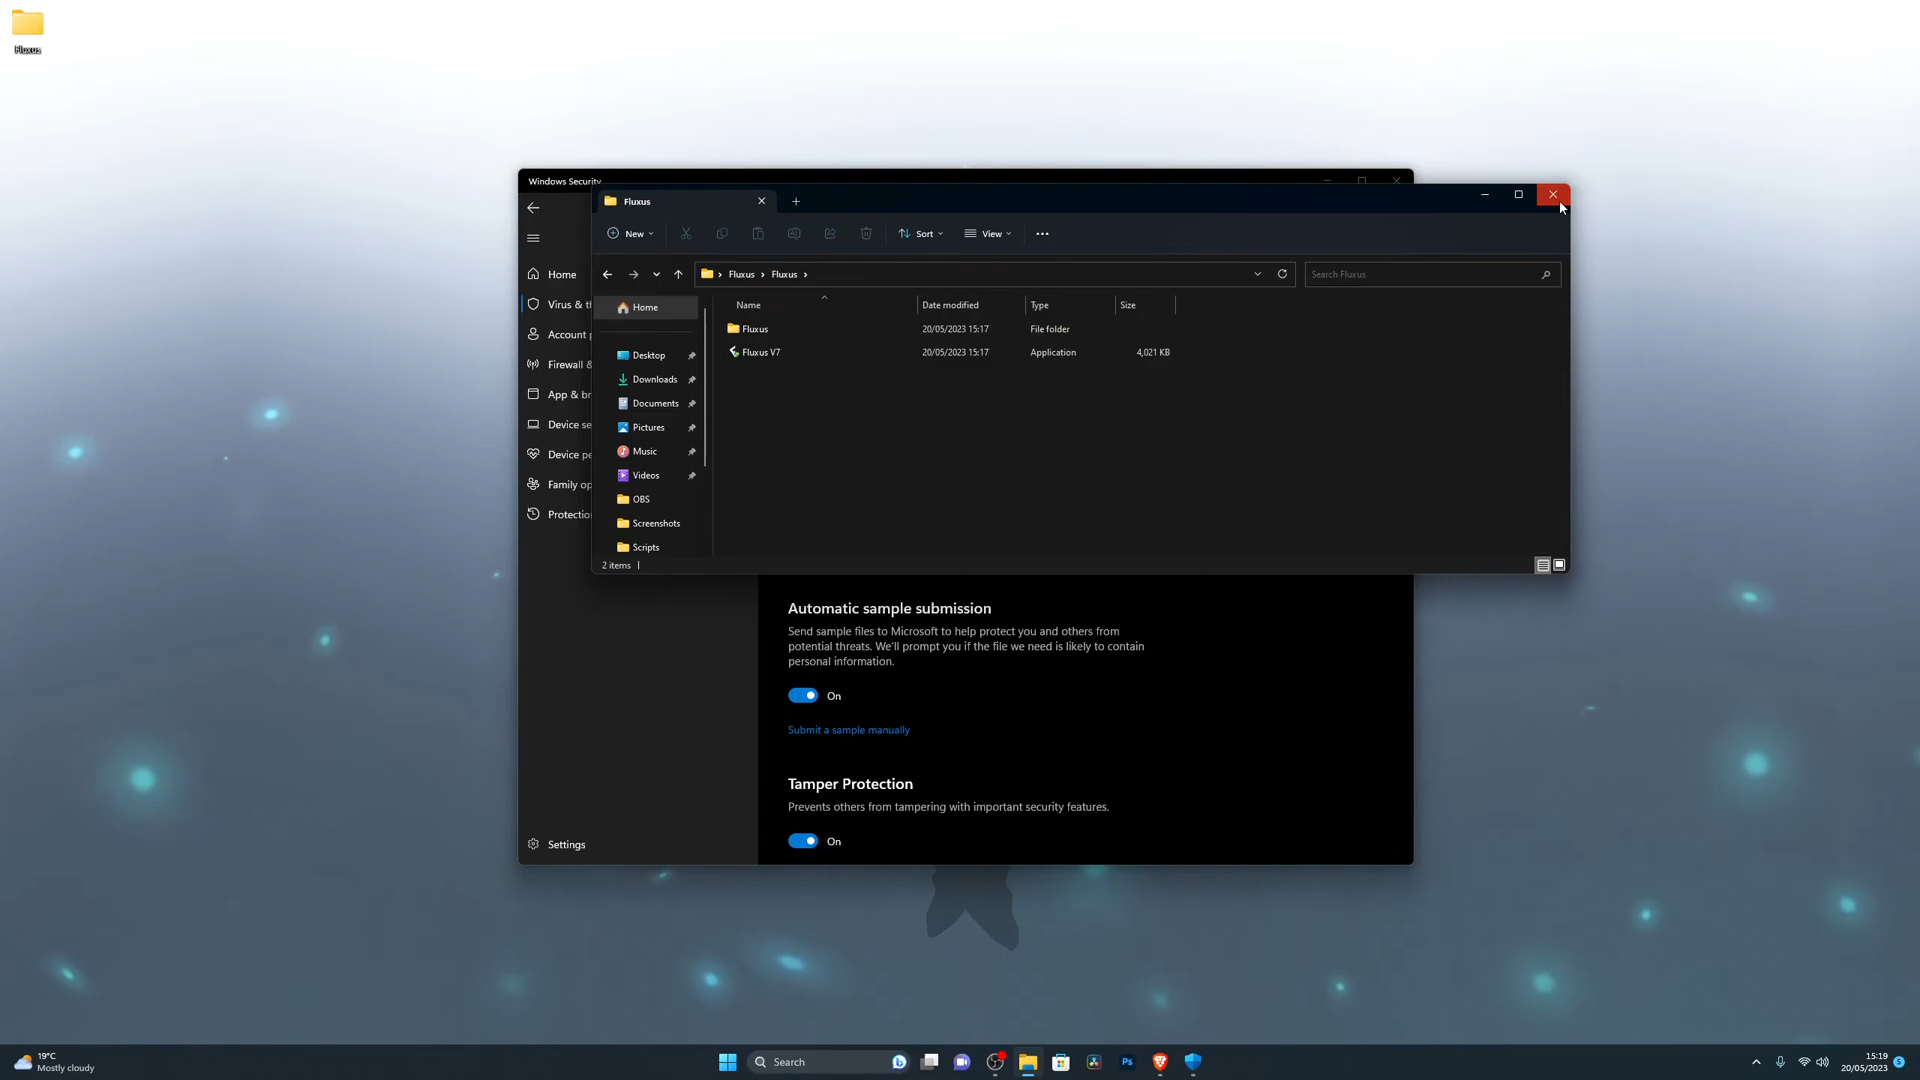 Fluxus
Windows Security
Fluxus
New
Sort
View
Fluxus
Fluxus
Search Fluxus
Home
Virus & th
Account p
Firewall &
App & br
Device se
Device pe
Family op
Protectio
Settings
Home
Desktop
Downloads
Documents
Pictures
Music
Videos
OBS
Screenshots
Scripts
Name Date modified Type Size
Fluxus 20/05/2023 15:17 File folder
Fluxus V7 20/05/2023 15:17 Application 4,021 KB
2 items
Automatic sample submission
Send sample files to Microsoft to help protect you and others from
potential threats. We'll prompt you if the file we need is likely to contain
personal information.
On
Submit a sample manually
Tamper Protection
Prevents others from tampering with important security features.
On
19°C
Mostly cloudy
Search
Ps
15:19
20/05/2023
5